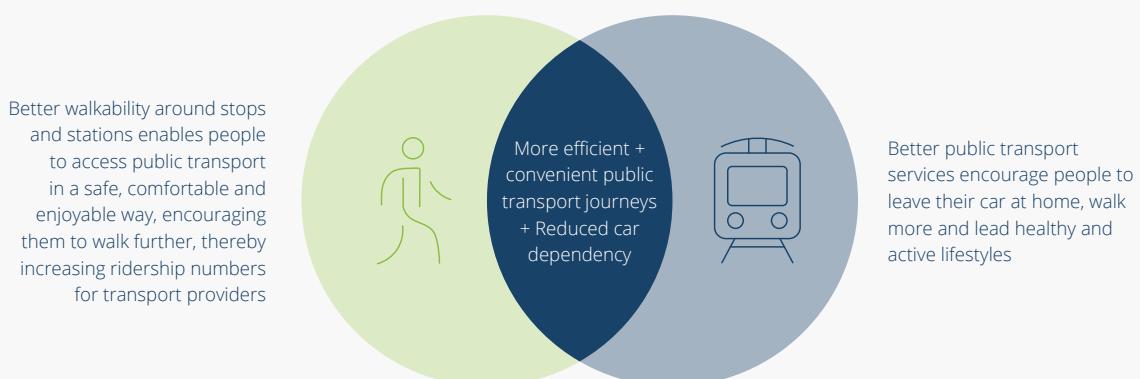 Better walkability around stops
and stations enables people
to access public transport
in a safe, comfortable and
enjoyable way, encouraging
them to walk further, thereby
increasing ridership numbers
for transport providers
More efficient +
convenient public
transport journeys
+ Reduced car
dependency
Better public transport
services encourage people to
leave their car at home, walk
more and lead healthy and
active lifestyles